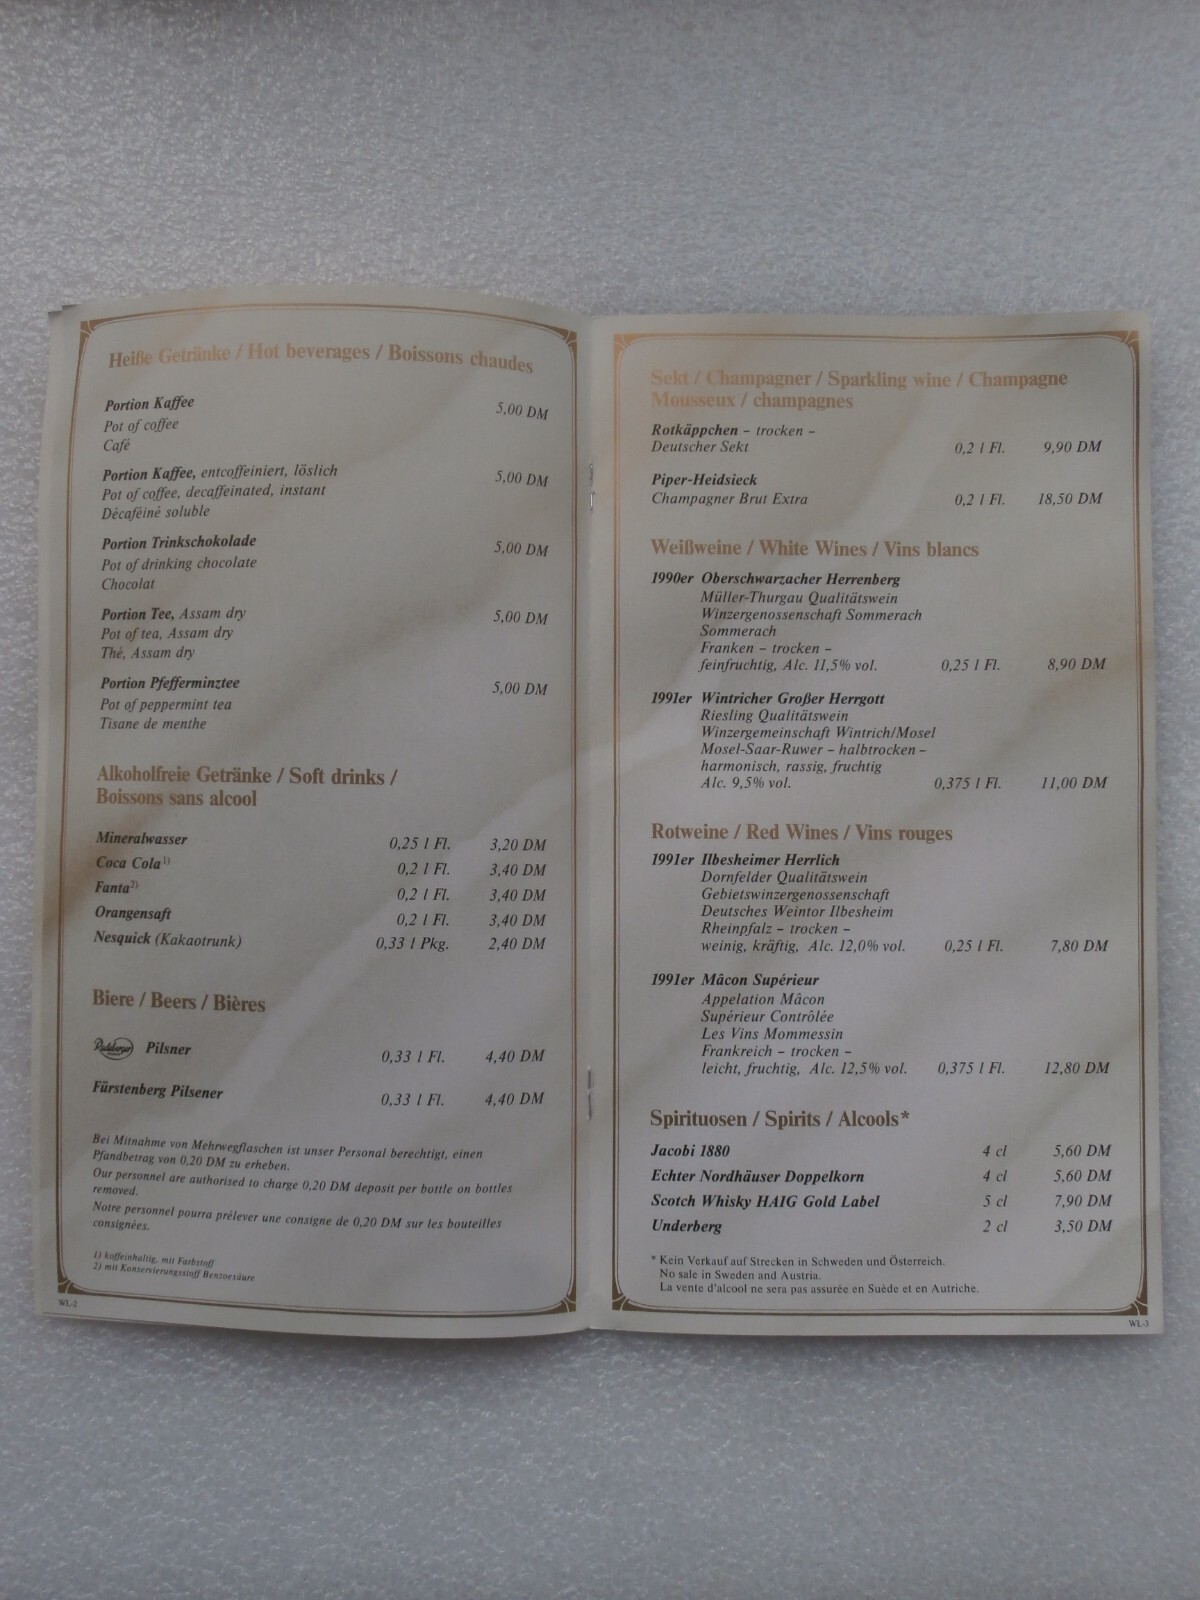 Heiße Getränke / Hot beverages / Boissons chaudes
Portion Kaffee 5,00 DM
Pot of coffee
Café
Portion Kaffee, entcoffeiniert, löslich 5,00 DM
Pot of coffee, decaffeinated, instant
Décaféiné soluble
Portion Trinkschokolade 5,00 DM
Pot of drinking chocolate
Chocolat
Portion Tee, Assam dry 5,00 DM
Pot of tea, Assam dry
Thé, Assam dry
Portion Pfefferminztee 5,00 DM
Pot of peppermint tea
Tisane de menthe
Alkoholfreie Getränke / Soft drinks /
Boissons sans alcool
Mineralwasser 0,25 l Fl. 3,20 DM
Coca Cola 1) 0,2 l Fl. 3,40 DM
Fanta 2) 0,2 l Fl. 3,40 DM
Orangensaft 0,2 l Fl. 3,40 DM
Nesquick (Kakaotrunk) 0,33 l Pkg. 2,40 DM
Biere / Beers / Bières
Radeberger Pilsner 0,33 l Fl. 4,40 DM
Fürstenberg Pilsener 0,33 l Fl. 4,40 DM
Bei Mitnahme von Mehrwegflaschen ist unser Personal berechtigt, einen
Pfandbetrag von 0,20 DM zu erheben.
Our personnel are authorised to charge 0,20 DM deposit per bottle on bottles
removed.
Notre personnel pourra prélever une consigne de 0,20 DM sur les bouteilles
consignées.
1) koffeinhaltig, mit Farbstoff
2) mit Konservierungsstoff Benzoesäure
WL-2
Sekt / Champagner / Sparkling wine / Champagne
Mousseux / champagnes
Rotkäppchen – trocken –
Deutscher Sekt 0,2 l Fl. 9,90 DM
Piper-Heidsieck
Champagner Brut Extra 0,2 l Fl. 18,50 DM
Weißweine / White Wines / Vins blancs
1990er Oberschwarzacher Herrenberg
Müller-Thurgau Qualitätswein
Winzergenossenschaft Sommerach
Sommerach
Franken – trocken –
feinfruchtig, Alc. 11,5% vol. 0,25 l Fl. 8,90 DM
1991er Wintricher Großer Herrgott
Riesling Qualitätswein
Winzergemeinschaft Wintrich/Mosel
Mosel-Saar-Ruwer – halbtrocken –
harmonisch, rassig, fruchtig
Alc. 9,5% vol. 0,375 l Fl. 11,00 DM
Rotweine / Red Wines / Vins rouges
1991er Ilbesheimer Herrlich
Dornfelder Qualitätswein
Gebietswinzergenossenschaft
Deutsches Weintor Ilbesheim
Rheinpfalz – trocken –
weinig, kräftig, Alc. 12,0% vol. 0,25 l Fl. 7,80 DM
1991er Mâcon Supérieur
Appelation Mâcon
Supérieur Contrôlée
Les Vins Mommessin
Frankreich – trocken –
leicht, fruchtig, Alc. 12,5% vol. 0,375 l Fl. 12,80 DM
Spirituosen / Spirits / Alcools*
Jacobi 1880 4 cl 5,60 DM
Echter Nordhäuser Doppelkorn 4 cl 5,60 DM
Scotch Whisky HAIG Gold Label 5 cl 7,90 DM
Underberg 2 cl 3,50 DM
* Kein Verkauf auf Strecken in Schweden und Österreich.
No sale in Sweden and Austria.
La vente d'alcool ne sera pas assurée en Suède et en Autriche.
WL-3